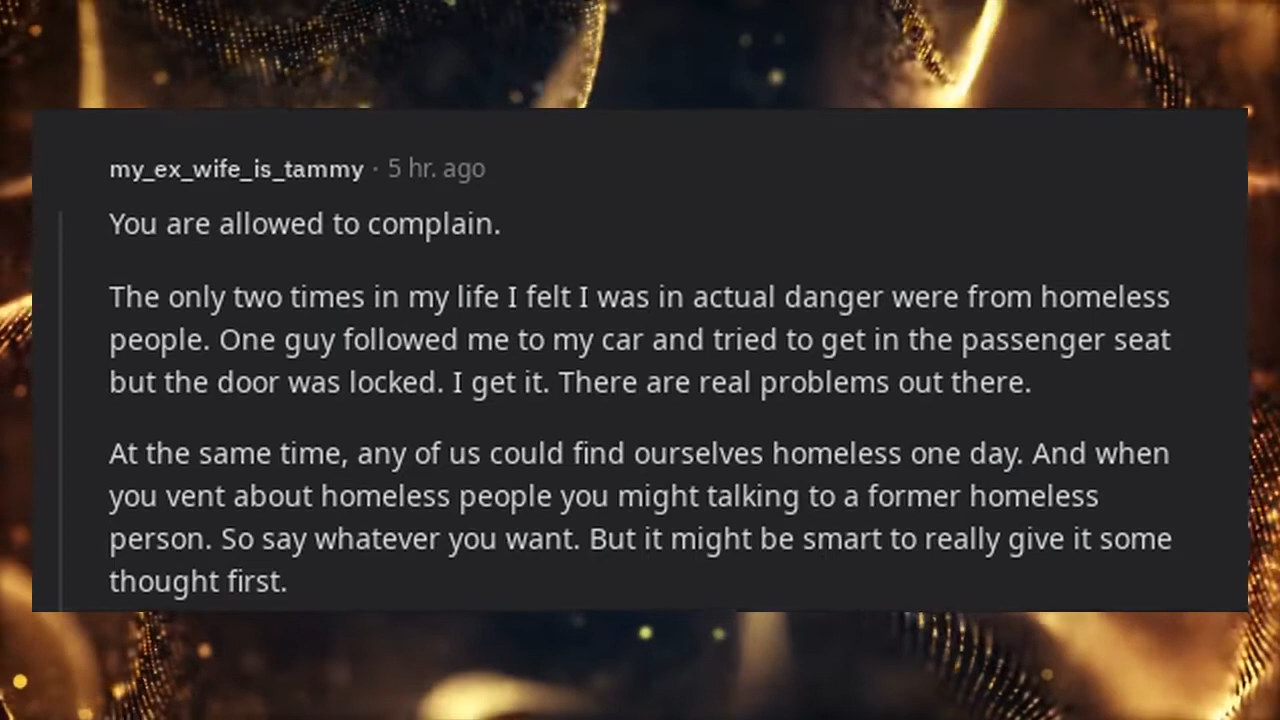 my_ex_wife_is_tammy · 5 hr. ago
You are allowed to complain.
The only two times in my life I felt I was in actual danger were from homeless
people. One guy followed me to my car and tried to get in the passenger seat
but the door was locked. I get it. There are real problems out there.
At the same time, any of us could find ourselves homeless one day. And when
you vent about homeless people you might talking to a former homeless
person. So say whatever you want. But it might be smart to really give it some
thought first.